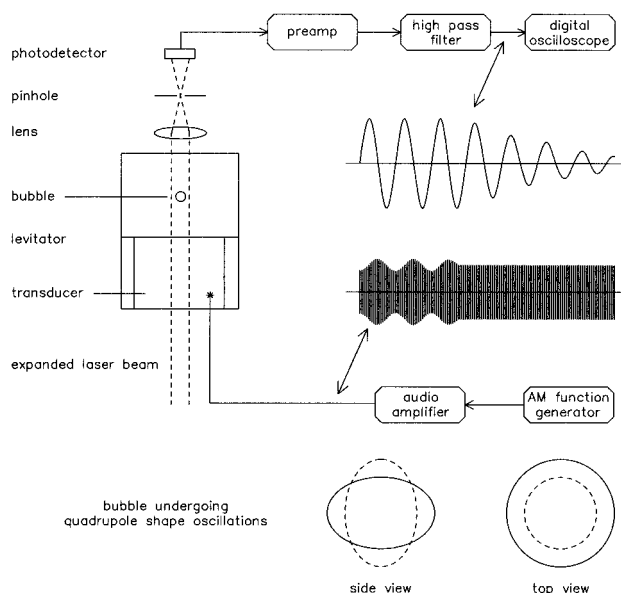 photodetector
preamp
high pass
filter
digital
oscilloscope
pinhole
lens
bubble
levitator
transducer
expanded laser beam
audio
amplifier
AM function
generator
bubble undergoing
quadrupole shape oscillations
side view
top view